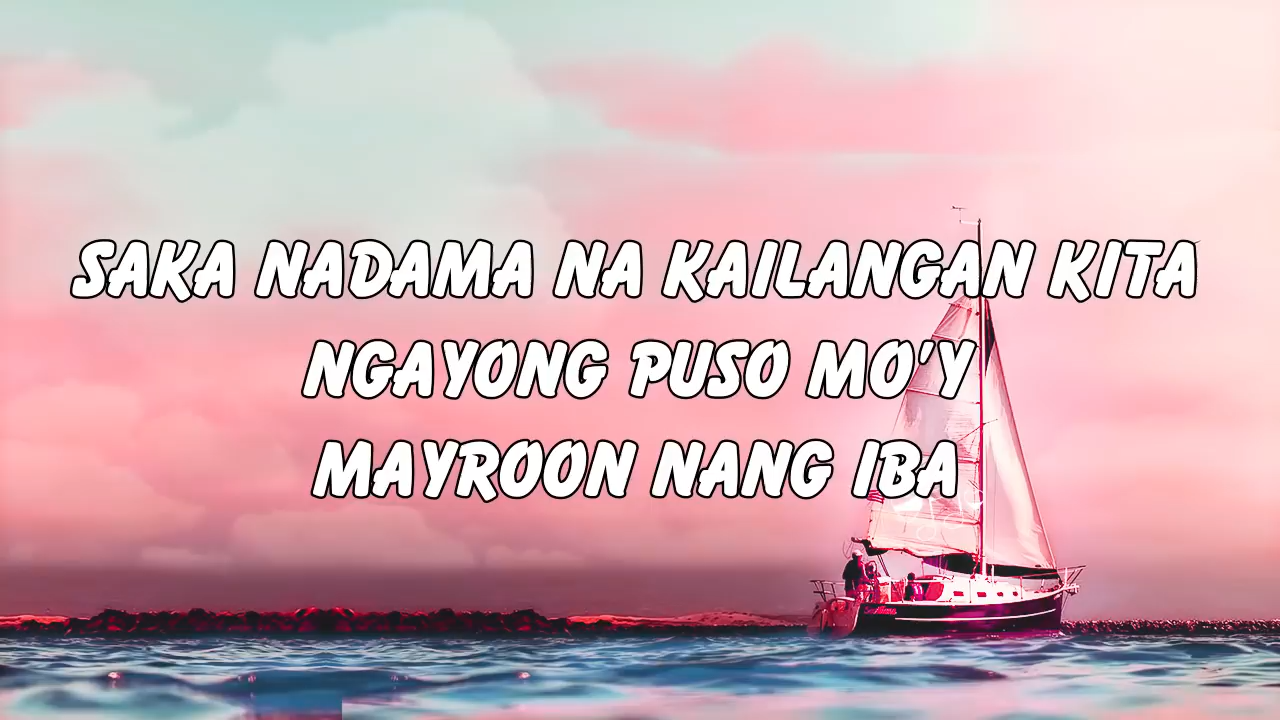 SAKA NADAMA NA KAILANGAN KITA
NGAYONG PUSO MO'Y
MAYROON NANG IBA